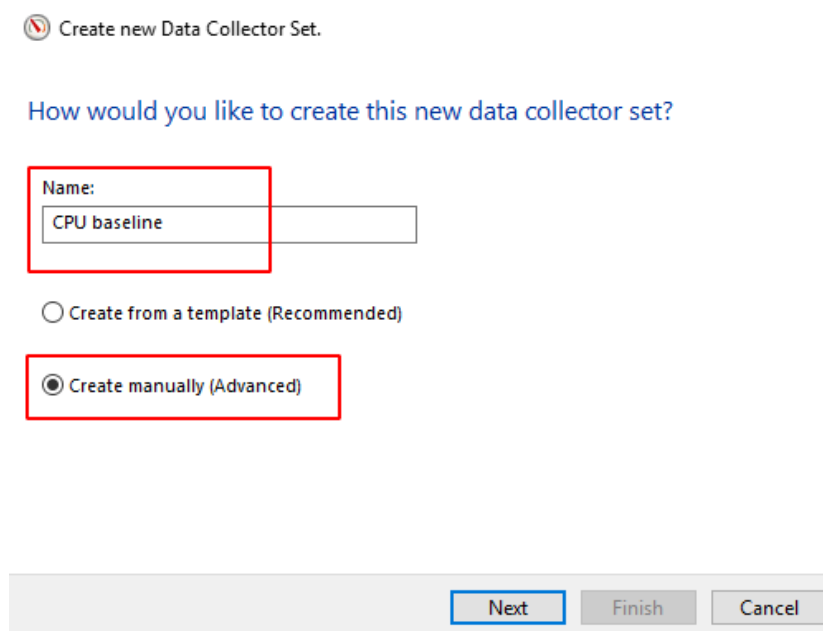 Create new Data Collector Set.
How would you like to create this new data collector set?
Name:
CPU baseline
Create from a template (Recommended)
Create manually (Advanced)
Next Finish Cancel